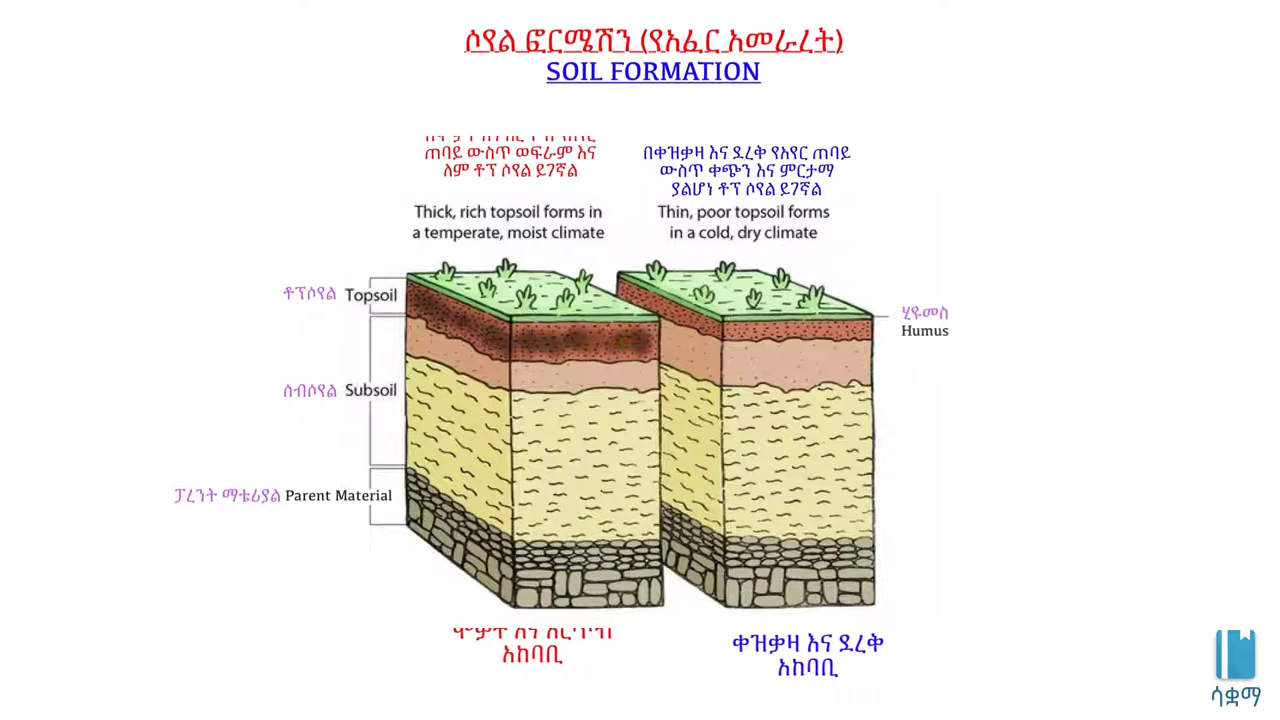 ሶየል ፎርሜሽን (የአፈር አመራረት)
SOIL FORMATION
ጠባይ ውስጥ ወፍራም እና
ለም ቶፕ ሶየል ይገኛል
በቀዝቃዛ እና ደረቅ የአየር ጠባይ
ውስጥ ቀጭን እና ምርታማ
ያልሆነ ቶፕ ሶየል ይገኛል
Thick, rich topsoil forms in
a temperate, moist climate
Thin, poor topsoil forms
in a cold, dry climate
ቶፕሶየል Topsoil
ሂዩመስ
Humus
ሰብሶየል Subsoil
ፓረንት ማቴሪያል Parent Material
አከባቢ
ቀዝቃዛ እና ደረቅ
አከባቢ
ሳቋማ